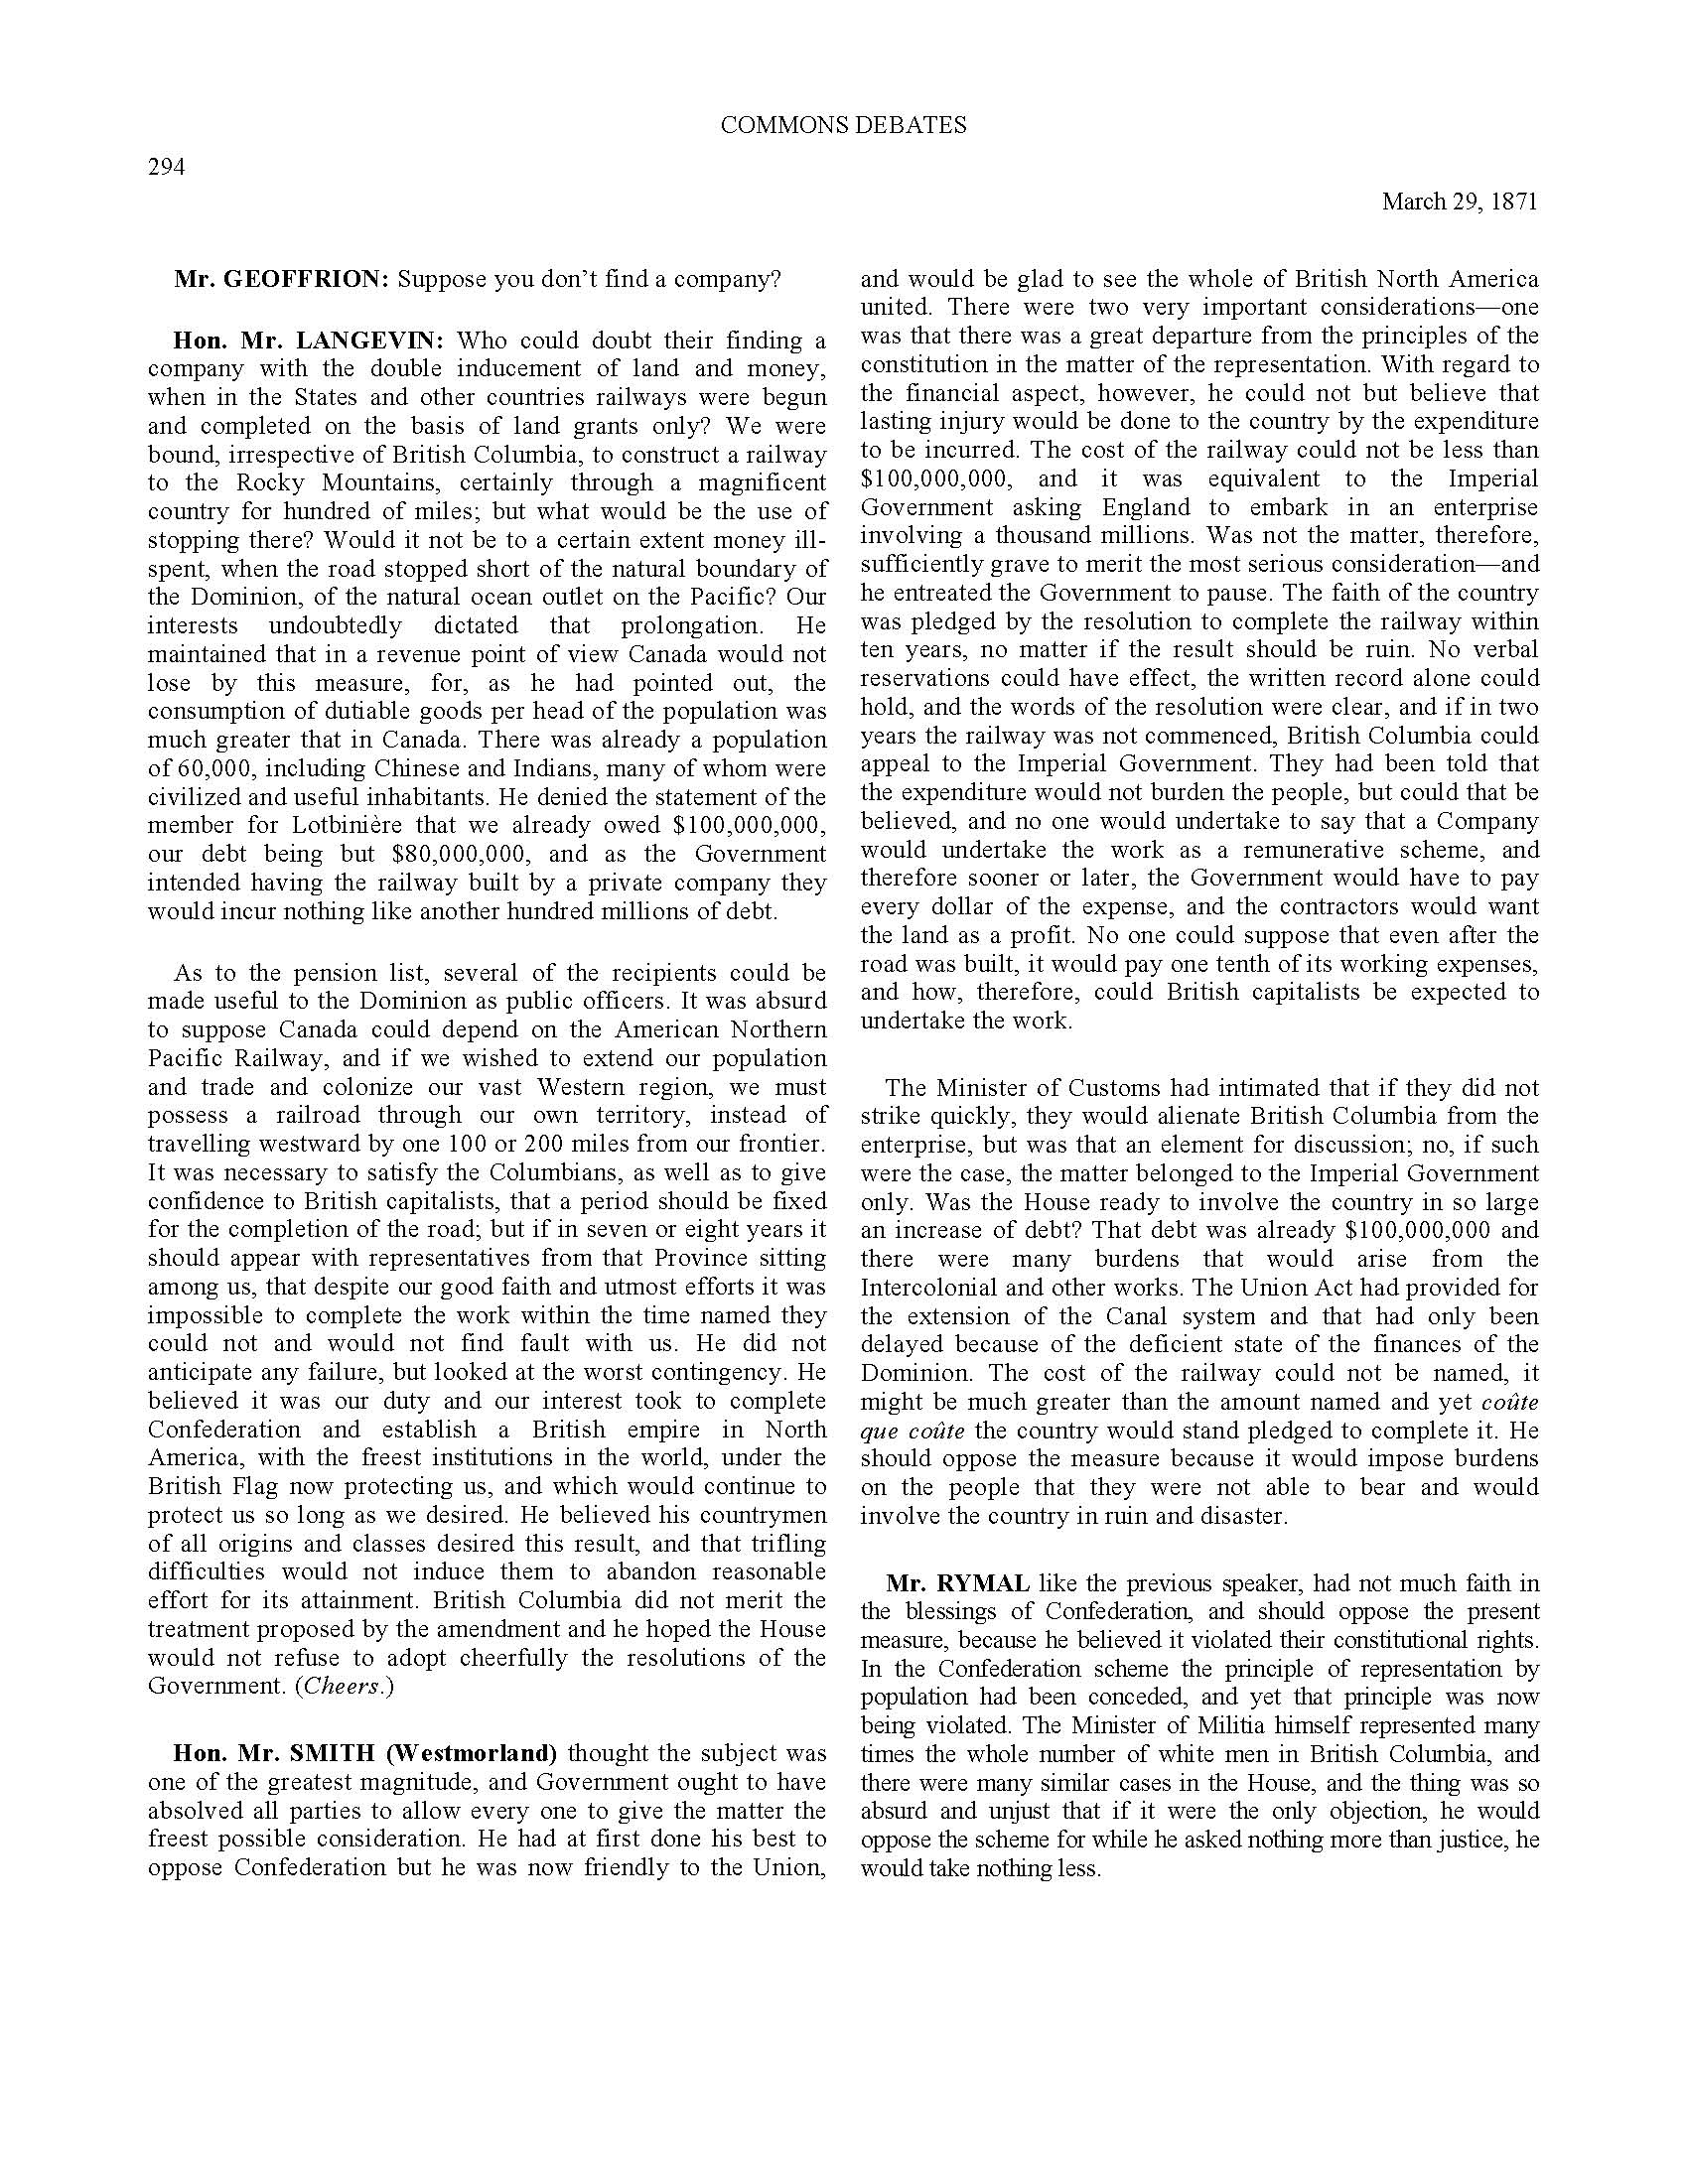 COMMONS DEBATES
294
March 29, 1871
Mr. GEOFFRION: Suppose you don’t find a company?
Hon. Mr. LANGEVIN: Who could doubt their finding a
company with the double inducement of land and money,
when in the States and other countries railways were begun
and completed on the basis of land grants only? We were
bound, irrespective of British Columbia, to construct a railway
to the Rocky Mountains, certainly through a magnificent
country for hundred of miles; but what would be the use of
stopping there? Would it not be to a certain extent money ill-
spent, when the road stopped short of the natural boundary of
the Dominion, of the natural ocean outlet on the Pacific? Our
interests undoubtedly dictated that prolongation. He
maintained that in a revenue point of view Canada would not
lose by this measure, for, as he had pointed out, the
consumption of dutiable goods per head of the population was
much greater that in Canada. There was already a population
of 60,000, including Chinese and Indians, many of whom were
civilized and useful inhabitants. He denied the statement of the
member for Lotbinière that we already owed $100,000,000,
our debt being but $80,000,000, and as the Government
intended having the railway built by a private company they
would incur nothing like another hundred millions of debt.
As to the pension list, several of the recipients could be
made useful to the Dominion as public officers. It was absurd
to suppose Canada could depend on the American Northern
Pacific Railway, and if we wished to extend our population
and trade and colonize our vast Western region, we must
possess a railroad through our own territory, instead of
travelling westward by one 100 or 200 miles from our frontier.
It was necessary to satisfy the Columbians, as well as to give
confidence to British capitalists, that a period should be fixed
for the completion of the road; but if in seven or eight years it
should appear with representatives from that Province sitting
among us, that despite our good faith and utmost efforts it was
impossible to complete the work within the time named they
could not and would not find fault with us. He did not
anticipate any failure, but looked at the worst contingency. He
believed it was our duty and our interest took to complete
Confederation and establish a British empire in North
America, with the freest institutions in the world, under the
British Flag now protecting us, and which would continue to
protect us so long as we desired. He believed his countrymen
of all origins and classes desired this result, and that trifling
difficulties would not induce them to abandon reasonable
effort for its attainment. British Columbia did not merit the
treatment proposed by the amendment and he hoped the House
would not refuse to adopt cheerfully the resolutions of the
Government. (Cheers.)
Hon. Mr. SMITH (Westmorland) thought the subject was
one of the greatest magnitude, and Government ought to have
absolved all parties to allow every one to give the matter the
freest possible consideration. He had at first done his best to
oppose Confederation but he was now friendly to the Union,
and would be glad to see the whole of British North America
united. There were two very important considerations—one
was that there was a great departure from the principles of the
constitution in the matter of the representation. With regard to
the financial aspect, however, he could not but believe that
lasting injury would be done to the country by the expenditure
to be incurred. The cost of the railway could not be less than
$100,000,000, and it was equivalent to the Imperial
Government asking England to embark in an enterprise
involving a thousand millions. Was not the matter, therefore,
sufficiently grave to merit the most serious consideration—and
he entreated the Government to pause. The faith of the country
was pledged by the resolution to complete the railway within
ten years, no matter if the result should be ruin. No verbal
reservations could have effect, the written record alone could
hold, and the words of the resolution were clear, and if in two
years the railway was not commenced, British Columbia could
appeal to the Imperial Government. They had been told that
the expenditure would not burden the people, but could that be
believed, and no one would undertake to say that a Company
would undertake the work as a remunerative scheme, and
therefore sooner or later, the Government would have to pay
every dollar of the expense, and the contractors would want
the land as a profit. No one could suppose that even after the
road was built, it would pay one tenth of its working expenses,
and how, therefore, could British capitalists be expected to
undertake the work.
The Minister of Customs had intimated that if they did not
strike quickly, they would alienate British Columbia from the
enterprise, but was that an element for discussion; no, if such
were the case, the matter belonged to the Imperial Government
only. Was the House ready to involve the country in so large
an increase of debt? That debt was already $100,000,000 and
there were many burdens that would arise from the
Intercolonial and other works. The Union Act had provided for
the extension of the Canal system and that had only been
delayed because of the deficient state of the finances of the
Dominion. The cost of the railway could not be named, it
might be much greater than the amount named and yet coûte
que coûte the country would stand pledged to complete it. He
should oppose the measure because it would impose burdens
on the people that they were not able to bear and would
involve the country in ruin and disaster.
Mr. RYMAL like the previous speaker, had not much faith in
the blessings of Confederation, and should oppose the present
measure, because he believed it violated their constitutional rights.
In the Confederation scheme the principle of representation by
population had been conceded, and yet that principle was now
being violated. The Minister of Militia himself represented many
times the whole number of white men in British Columbia, and
there were many similar cases in the House, and the thing was so
absurd and unjust that if it were the only objection, he would
oppose the scheme for while he asked nothing more than justice, he
would take nothing less.